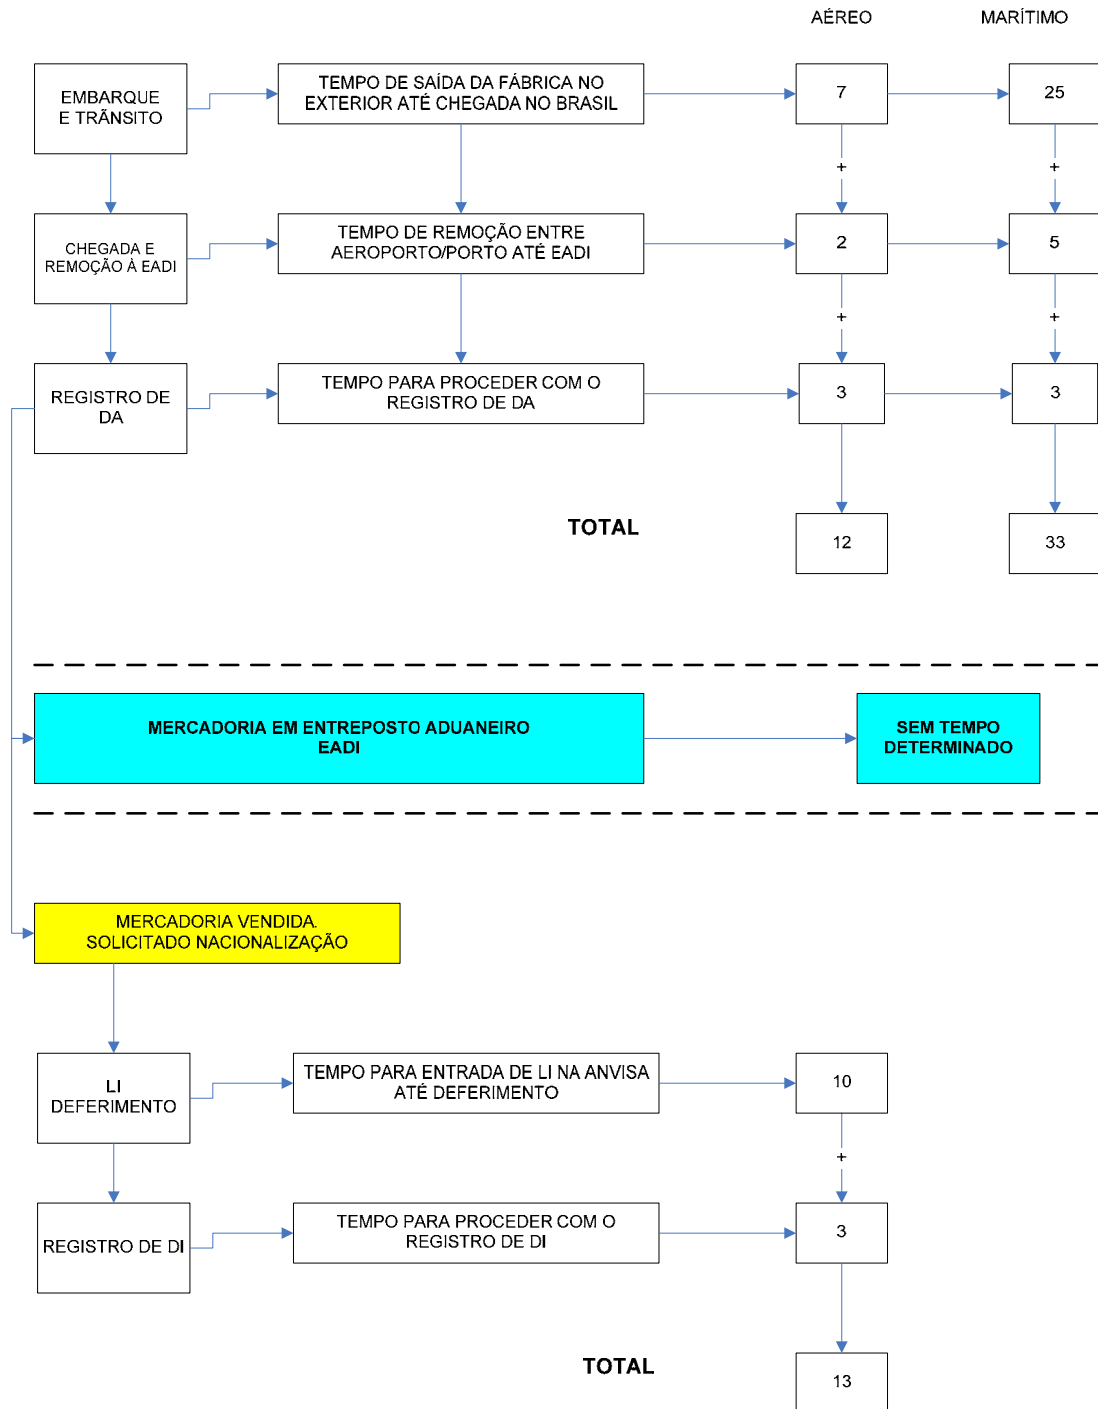 AÉREO MARÍTIMO
EMBARQUE
E TRÃNSITO
TEMPO DE SAÍDA DA FÁBRICA NO
EXTERIOR ATÉ CHEGADA NO BRASIL
7
25
+
+
CHEGADA E
REMOÇÃO À EADI
TEMPO DE REMOÇÃO ENTRE
AEROPORTO/PORTO ATÉ EADI
2
5
+
+
REGISTRO DE
DA
TEMPO PARA PROCEDER COM O
REGISTRO DE DA
3
3
TOTAL
12
33
MERCADORIA EM ENTREPOSTO ADUANEIRO
EADI
SEM TEMPO
DETERMINADO
MERCADORIA VENDIDA.
SOLICITADO NACIONALIZAÇÃO
LI
DEFERIMENTO
TEMPO PARA ENTRADA DE LI NA ANVISA
ATÉ DEFERIMENTO
10
+
REGISTRO DE DI
TEMPO PARA PROCEDER COM O
REGISTRO DE DI
3
TOTAL
13